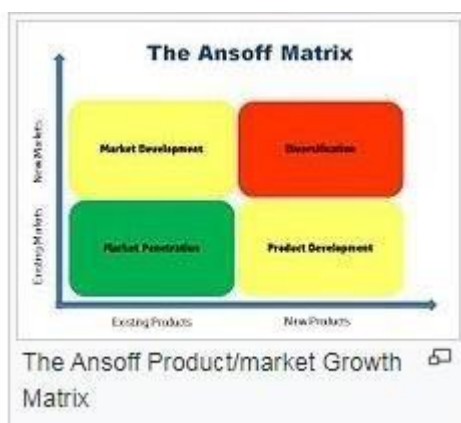 The Ansoff Matrix
New Markets
Market Development
Diversification
Existing Markets
Market Penetration
Product Development
Existing Products
New Products
The Ansoff Product/market Growth
Matrix